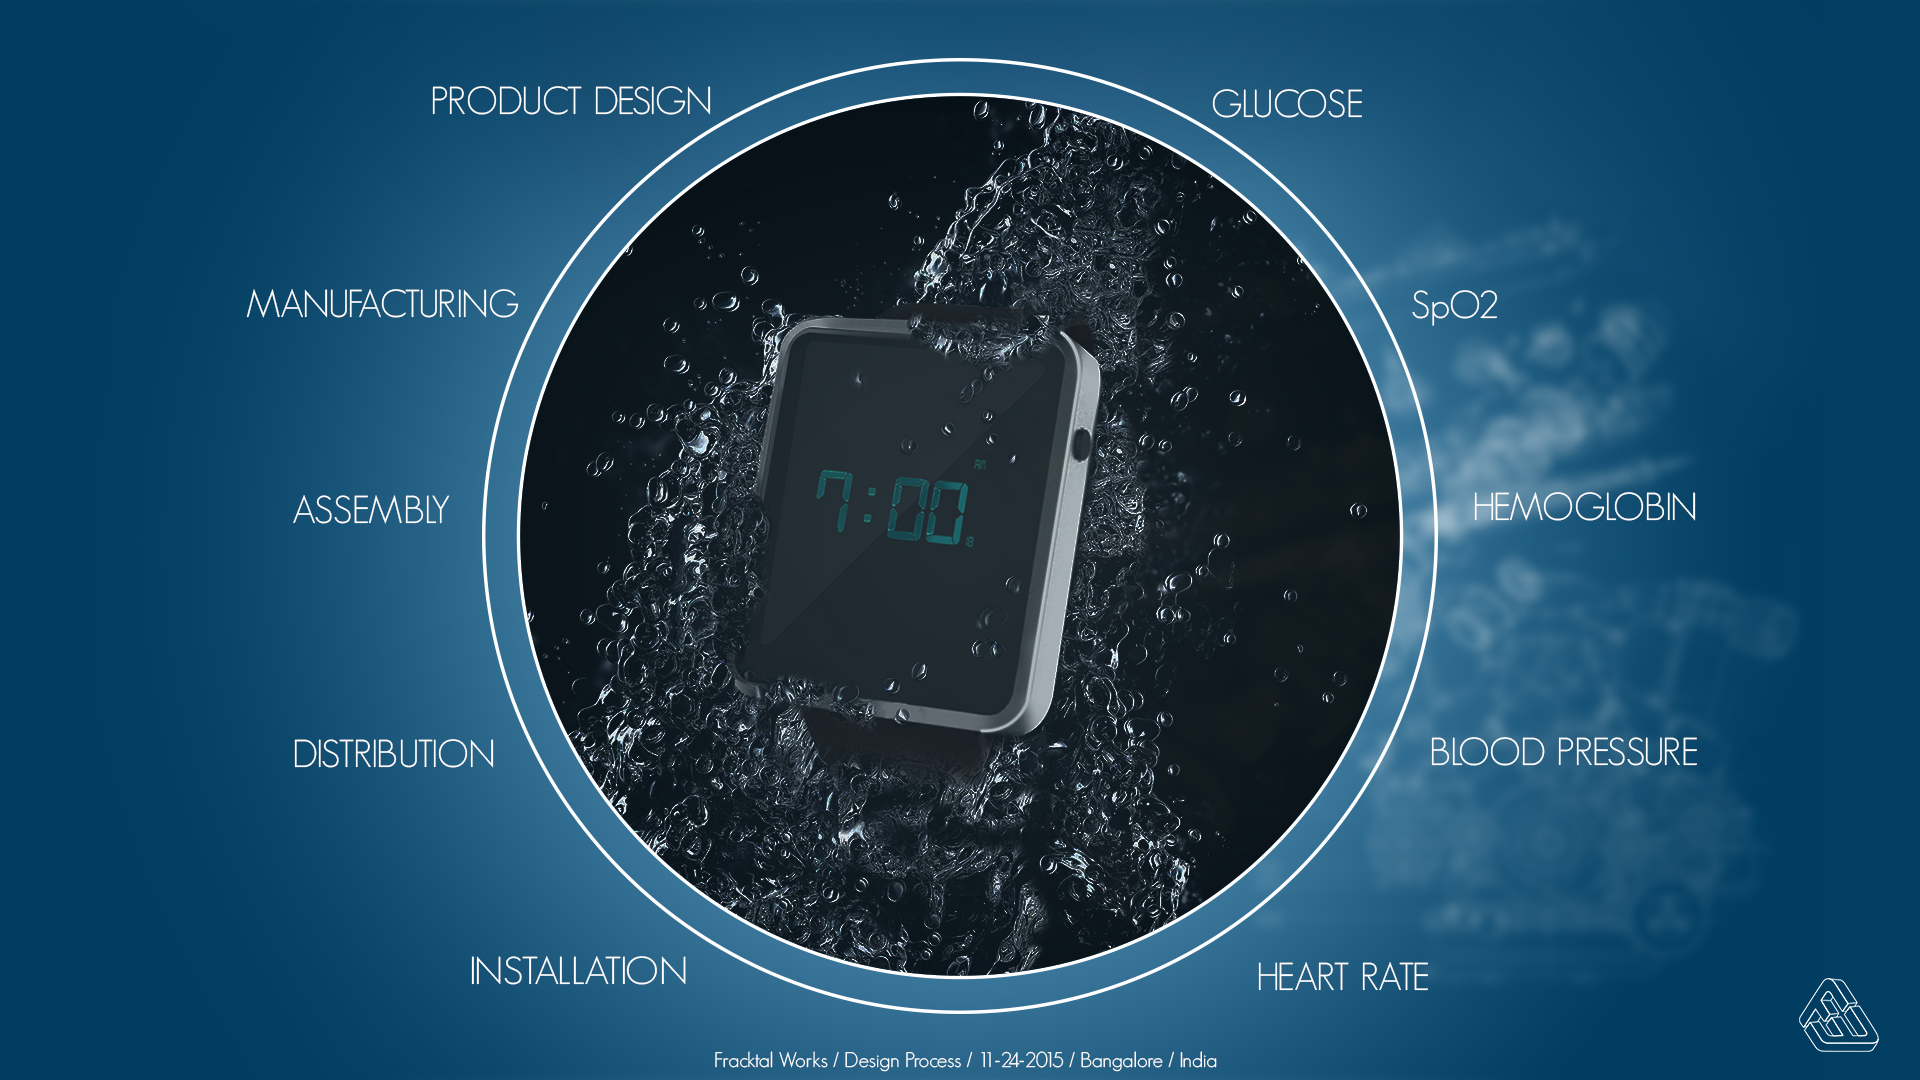 PRODUCT DESIGN
GLUCOSE
MANUFACTURING
SpO2
ASSEMBLY
HEMOGLOBIN
7:00
DISTRIBUTION
BLOOD PRESSURE
INSTALLATION
HEART RATE
Fracktal Works / Design Process / 11-24-2015 / Bangalore / India